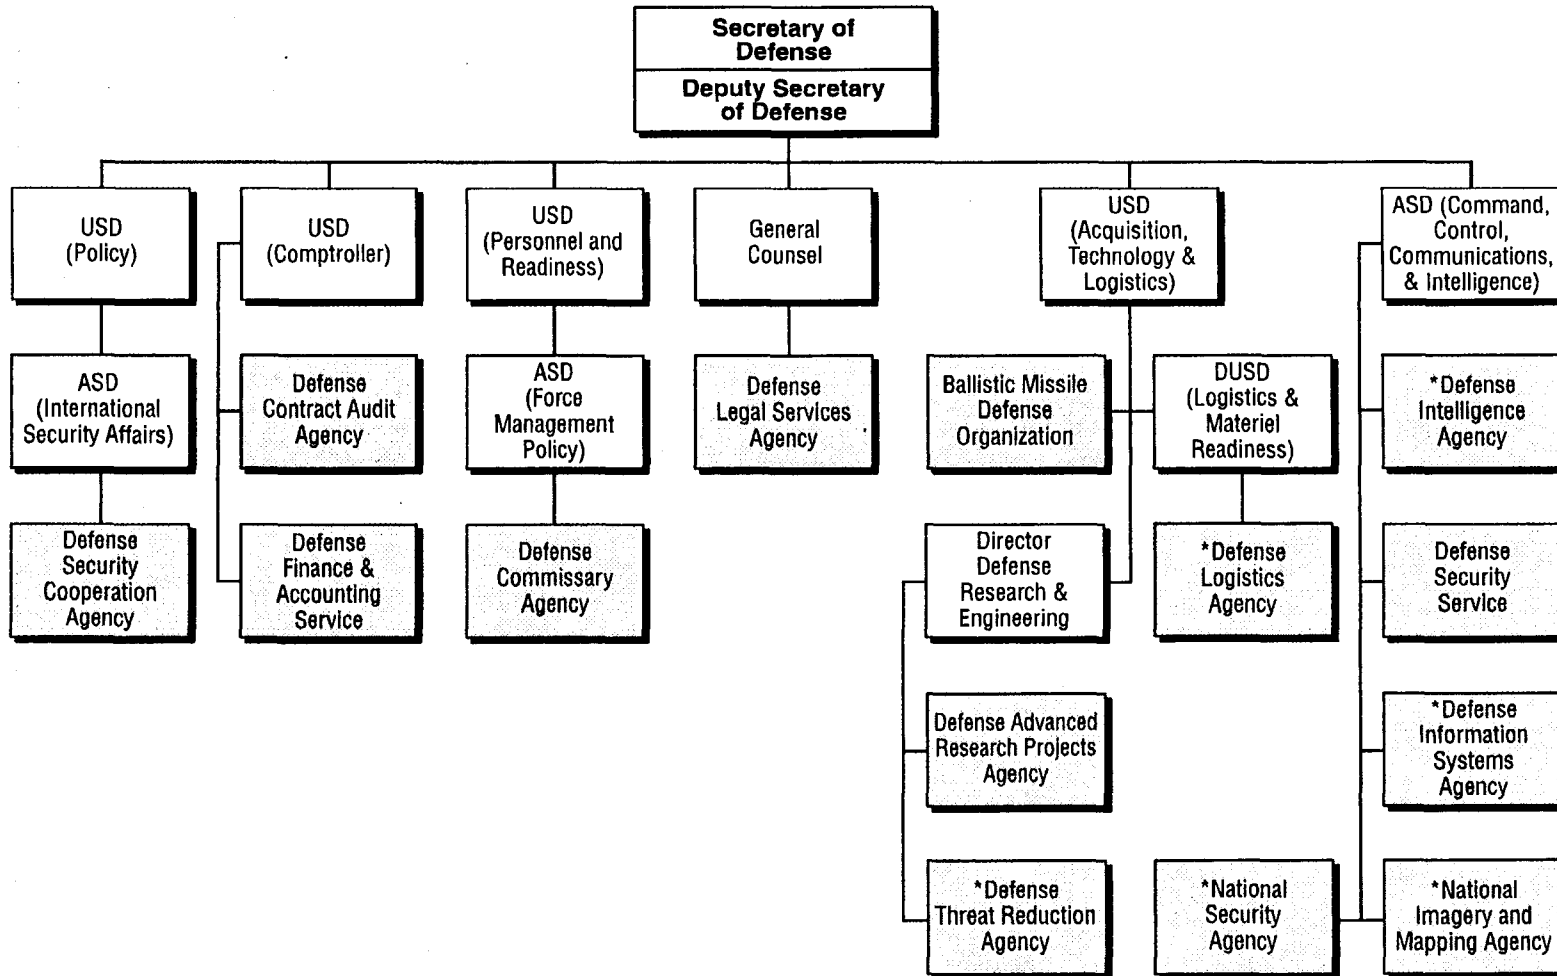 Secretary of
Defense
Deputy Secretary
of Defense
USD
(Policy)
USD
(Comptroller)
USD
(Personnel and
Readiness)
General
Counsel
USD
(Acquisition,
Technology &
Logistics)
ASD (Command,
Control,
Communications,
& Intelligence)
ASD
(International
Security Affairs)
Defense
Contract Audit
Agency
ASD
(Force
Management
Policy)
Defense
Legal Services
Agency
Ballistic Missile
Defense
Organization
DUSD
(Logistics &
Materiel
Readiness)
*Defense
Intelligence
Agency
Defense
Security
Cooperation
Agency
Defense
Finance &
Accounting
Service
Defense
Commissary
Agency
Director
Defense
Research &
Engineering
*Defense
Logistics
Agency
Defense
Security
Service
Defense Advanced
Research Projects
Agency
*Defense
Information
Systems
Agency
*Defense
Threat Reduction
Agency
*National
Security
Agency
*National
Imagery and
Mapping Agency